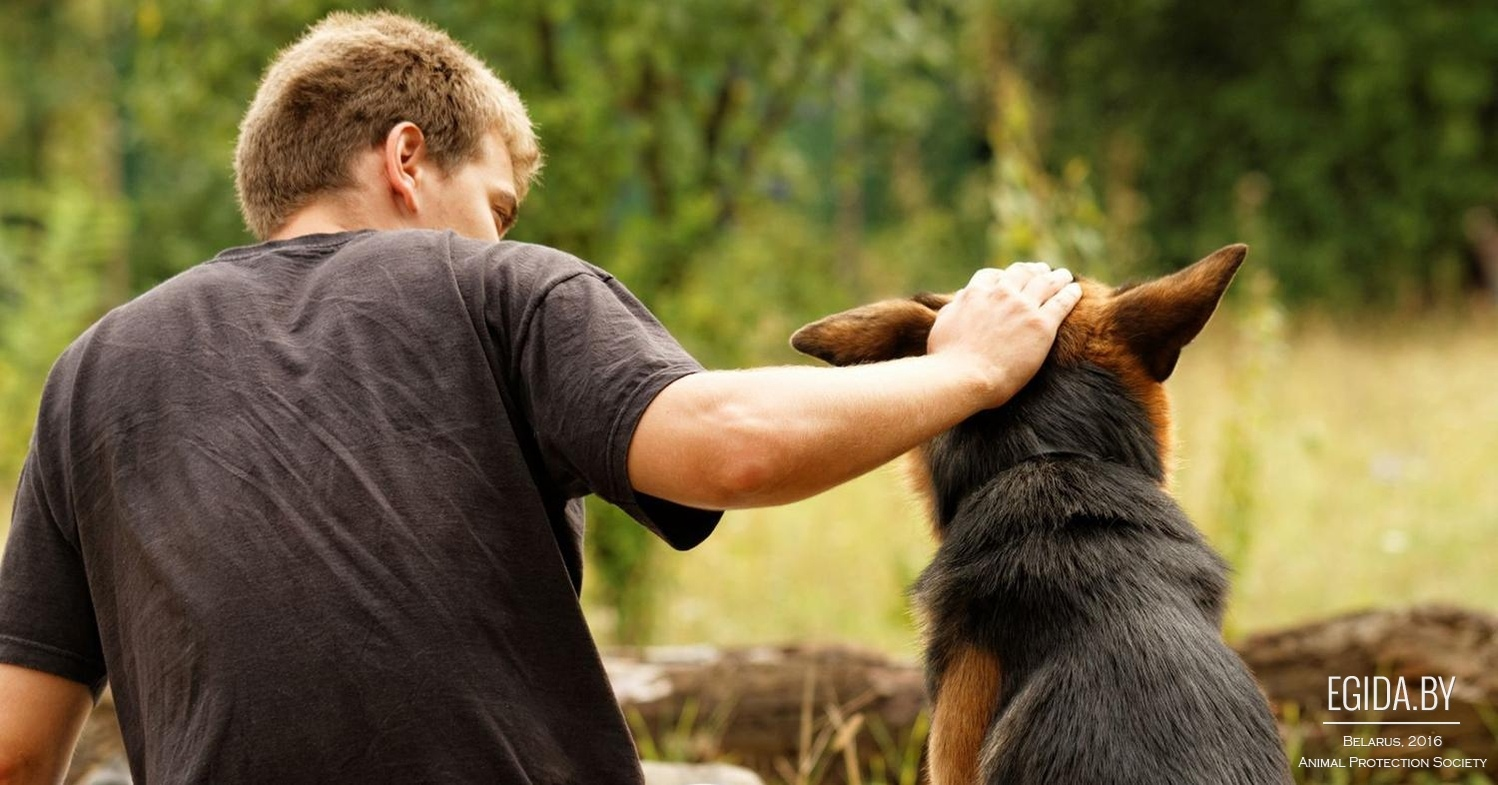 EGIDA.BY
Belarus, 2016
Animal Protection Society